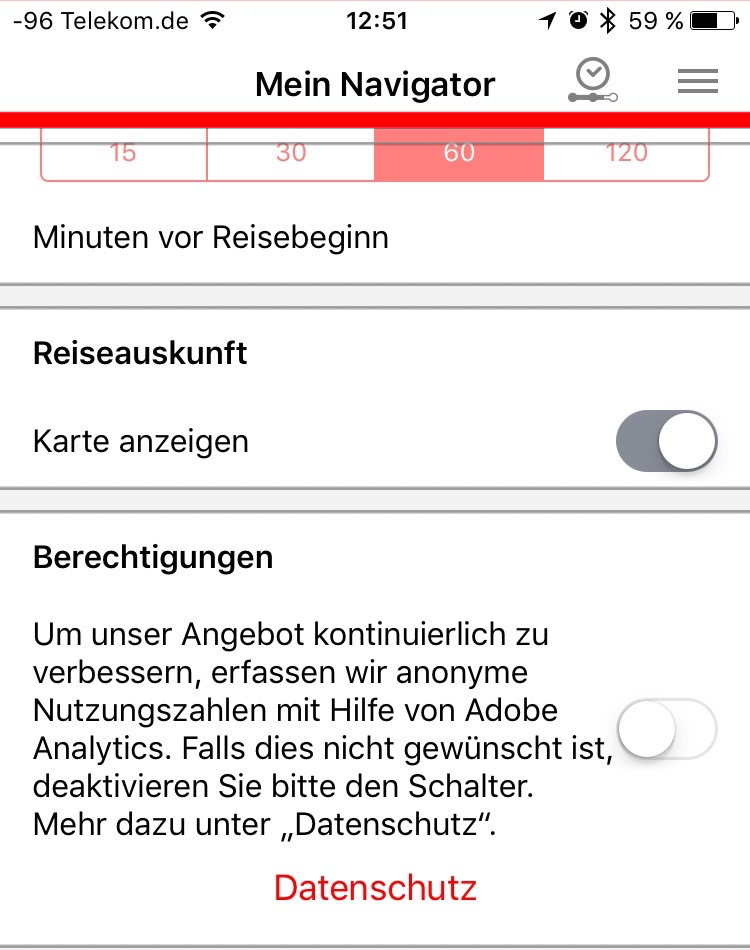 -96 Telekom.de 12:51 59 %
Mein Navigator
15 30 60 120
Minuten vor Reisebeginn
Reiseauskunft
Karte anzeigen
Berechtigungen
Um unser Angebot kontinuierlich zu
verbessern, erfassen wir anonyme
Nutzungszahlen mit Hilfe von Adobe
Analytics. Falls dies nicht gewünscht ist,
deaktivieren Sie bitte den Schalter.
Mehr dazu unter „Datenschutz“.
Datenschutz